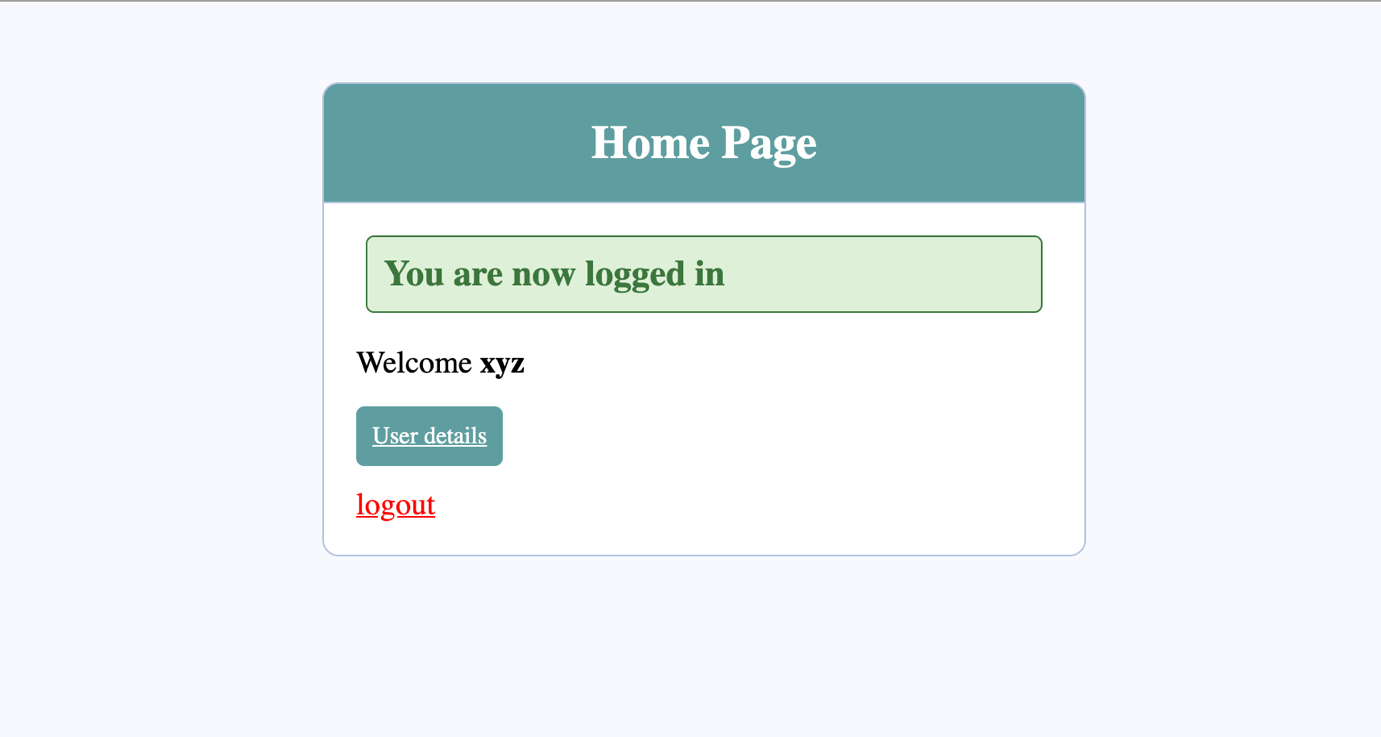 Home Page
You are now logged in
Welcome xyz
User details
logout